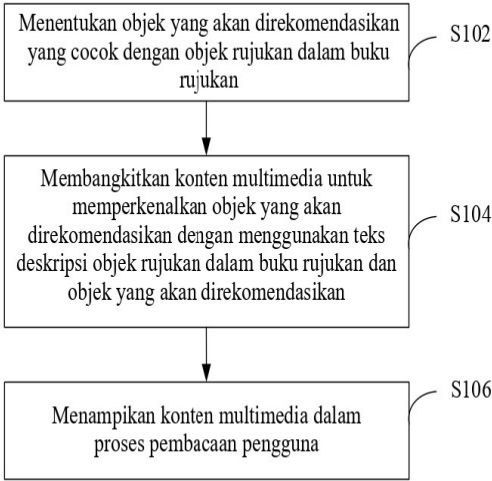 Menentukan objek yang akan direkomendasikan
yang cocok dengan objek rujukan dalam buku
rujukan
S102
Membangkitkan konten multimedia untuk
memperkenalkan objek yang akan
direkomendasikan dengan menggunakan teks
deskripsi objek rujukan dalam buku rujukan dan
objek yang akan direkomendasikan
S104
Menampikan konten multimedia dalam
proses pembacaan pengguna
S106